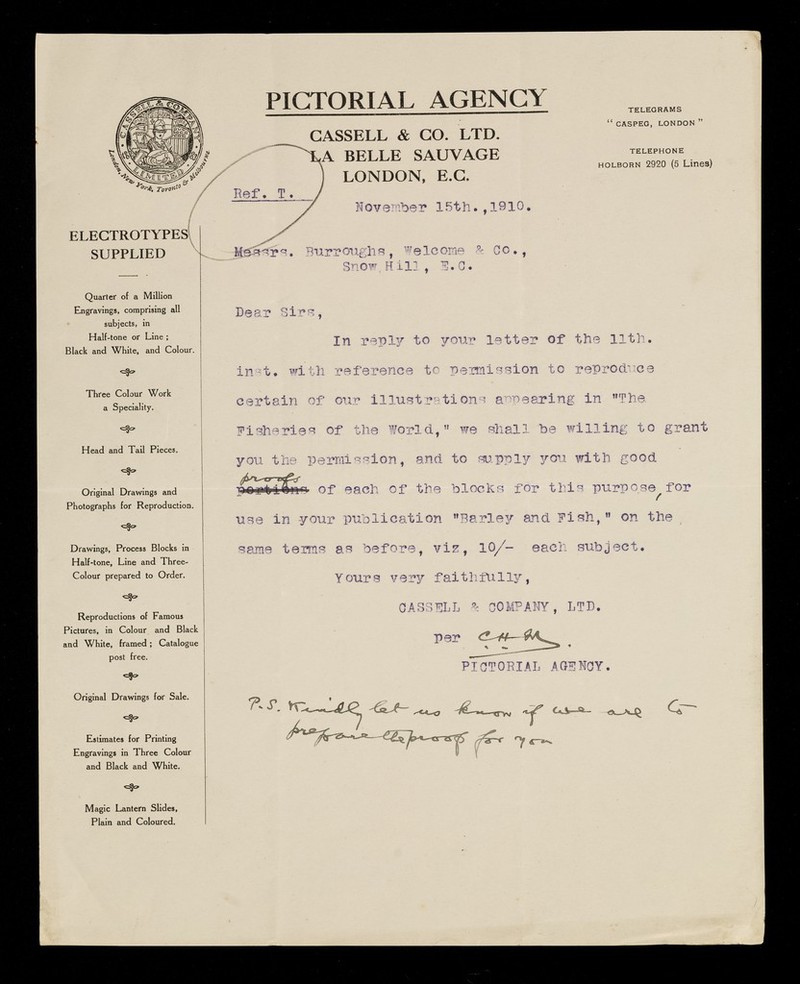 PICTORIAL AGENCY
CASSELL & CO. LTD.
LA BELLE SAUVAGE
LONDON, E.C.
CASSELL & COMPANY
LIMITED
London, New York, Toronto & Melbourne
TELEGRAMS
"CASPEG, LONDON"
TELEPHONE
HOLBORN 2920 (5 Lines)
Ref. T.
November 15th.,1910.
ELECTROTYPES
SUPPLIED
Quarter of a Million
Engravings, comprising all
subjects, in
Half-tone or Line ;
Black and White, and Colour.
Three Colour Work
a Speciality.
Head and Tail Pieces.
Original Drawings and
Photographs for Reproduction.
Drawings, Process Blocks in
Half-tone, Line and Three-
Colour prepared to Order.
Reproductions of Famous
Pictures, in Colour and Black
and White, framed ; Catalogue
post free.
Original Drawings for Sale.
Estimates for Printing
Engravings in Three Colour
and Black and White.
Magic Lantern Slides,
Plain and Coloured.
Messrs. Burroughs, Welcome & Co.,
Snow Hill, E.C.
Dear Sirs,
In reply to your letter of the 11th.
inst. with reference to permission to reproduce
certain of our illustrations appearing in "The
Fisheries of the World," we shall be willing to grant
you the permission, and to supply you with good
proofs
portions of each of the blocks for this purpose, for
use in your publication "Barley and Fish," on the
same terms as before, viz, 10/- each subject.
Yours very faithfully,
CASSELL & COMPANY, LTD.
per
PICTORIAL AGENCY.
P.S. Kindly let us know if we are to
prepare the proofs for you